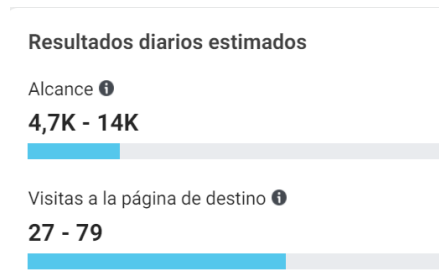 Resultados diarios estimados
Alcance
4,7K - 14K
Visitas a la página de destino
27 - 79